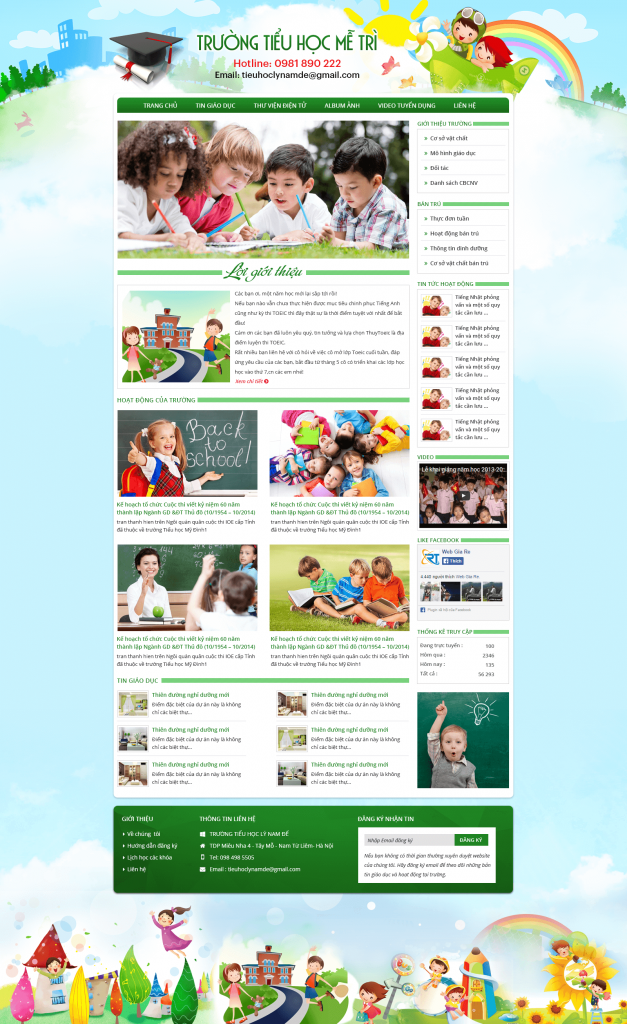 TRƯỜNG TIỂU HỌC MỄ TRÌ
Hotline: 0981 890 222
Email: tieuhoclynamde@gmail.com
TRANG CHỦ
TIN GIÁO DỤC
THƯ VIỆN ĐIỆN TỬ
ALBUM ẢNH
VIDEO TUYỂN DỤNG
LIÊN HỆ
Lời giới thiệu
Các bạn ơi, một năm học mới lại sắp tới rồi!
Nếu bạn nào vẫn chưa thực hiện được mục tiêu chinh phục Tiếng Anh
cũng như kỳ thi TOEIC thì đây thật sự là thời điểm tuyệt vời nhất để bắt
đầu!
Cảm ơn các bạn đã luôn yêu quý, tin tưởng và lựa chọn ThuyToeic là địa
điểm luyện thi TOEIC.
Rất nhiều bạn liên hệ với cô hỏi về việc cô mở lớp Toeic cuối tuần, đáp
ứng yêu cầu của các bạn, bắt đầu từ tháng 5 cô có triển khai các lớp học
học vào thứ 7,cn các em nhé!
Xem chi tiết
HOẠT ĐỘNG CỦA TRƯỜNG
Back
to
school!
Kế hoạch tổ chức Cuộc thi viết kỷ niệm 60 năm
thành lập Ngành GD &ĐT Thủ đô (10/1954 – 10/2014)
tran thanh hien trên Ngôi quán quân cuộc thi IOE cấp Tỉnh
đã thuộc về trường Tiểu học Mỹ Đình1
Kế hoạch tổ chức Cuộc thi viết kỷ niệm 60 năm
thành lập Ngành GD &ĐT Thủ đô (10/1954 – 10/2014)
tran thanh hien trên Ngôi quán quân cuộc thi IOE cấp Tỉnh
đã thuộc về trường Tiểu học Mỹ Đình1
Kế hoạch tổ chức Cuộc thi viết kỷ niệm 60 năm
thành lập Ngành GD &ĐT Thủ đô (10/1954 – 10/2014)
tran thanh hien trên Ngôi quán quân cuộc thi IOE cấp Tỉnh
đã thuộc về trường Tiểu học Mỹ Đình1
Kế hoạch tổ chức Cuộc thi viết kỷ niệm 60 năm
thành lập Ngành GD &ĐT Thủ đô (10/1954 – 10/2014)
tran thanh hien trên Ngôi quán quân cuộc thi IOE cấp Tỉnh
đã thuộc về trường Tiểu học Mỹ Đình1
TIN GIÁO DỤC
Thiên đường nghỉ dưỡng mới
Điểm đặc biệt của dự án này là không
chỉ các biệt thự...
Thiên đường nghỉ dưỡng mới
Điểm đặc biệt của dự án này là không
chỉ các biệt thự...
Thiên đường nghỉ dưỡng mới
Điểm đặc biệt của dự án này là không
chỉ các biệt thự...
Thiên đường nghỉ dưỡng mới
Điểm đặc biệt của dự án này là không
chỉ các biệt thự...
Thiên đường nghỉ dưỡng mới
Điểm đặc biệt của dự án này là không
chỉ các biệt thự...
Thiên đường nghỉ dưỡng mới
Điểm đặc biệt của dự án này là không
chỉ các biệt thự...
GIỚI THIỆU TRƯỜNG
Cơ sở vật chất
Mô hình giáo dục
Đối tác
Danh sách CBCNV
BÁN TRÚ
Thực đơn tuần
Hoạt động bán trú
Thông tin dinh dưỡng
Cơ sở vật chất bán trú
TIN TỨC HOẠT ĐỘNG
Tiếng Nhật phỏng
vấn và một số quy
tắc cần lưu ...
Tiếng Nhật phỏng
vấn và một số quy
tắc cần lưu ...
Tiếng Nhật phỏng
vấn và một số quy
tắc cần lưu ...
Tiếng Nhật phỏng
vấn và một số quy
tắc cần lưu ...
Tiếng Nhật phỏng
vấn và một số quy
tắc cần lưu ...
VIDEO
Lễ khai giảng năm học 2013-20...
LIKE FACEBOOK
Web Gia Re
Thích
4.442 người thích Web Gia Re.
Plugin xã hội của Facebook
THỐNG KÊ TRUY CẬP
Đang trực tuyến : 100
Hôm qua : 2346
Hôm nay : 135
Tất cả : 56 293
GIỚI THIỆU
Về chúng tôi
Hướng dẫn đăng ký
Lịch học các khóa
Liên hệ
THÔNG TIN LIÊN HỆ
TRƯỜNG TIỂU HỌC LÝ NAM ĐẾ
TDP Miêu Nha 4 - Tây Mỗ - Nam Từ Liêm- Hà Nội
Tel: 098 498 5505
Email : tieuhoclynamde@gmail.com
ĐĂNG KÝ NHẬN TIN
Nhập Email đăng ký
ĐĂNG KÝ
Nếu bạn không có thời gian thường xuyên duyệt website
của chúng tôi. Hãy đăng ký email để theo dõi những bản
tin giáo dục và hoạt động tại trường.